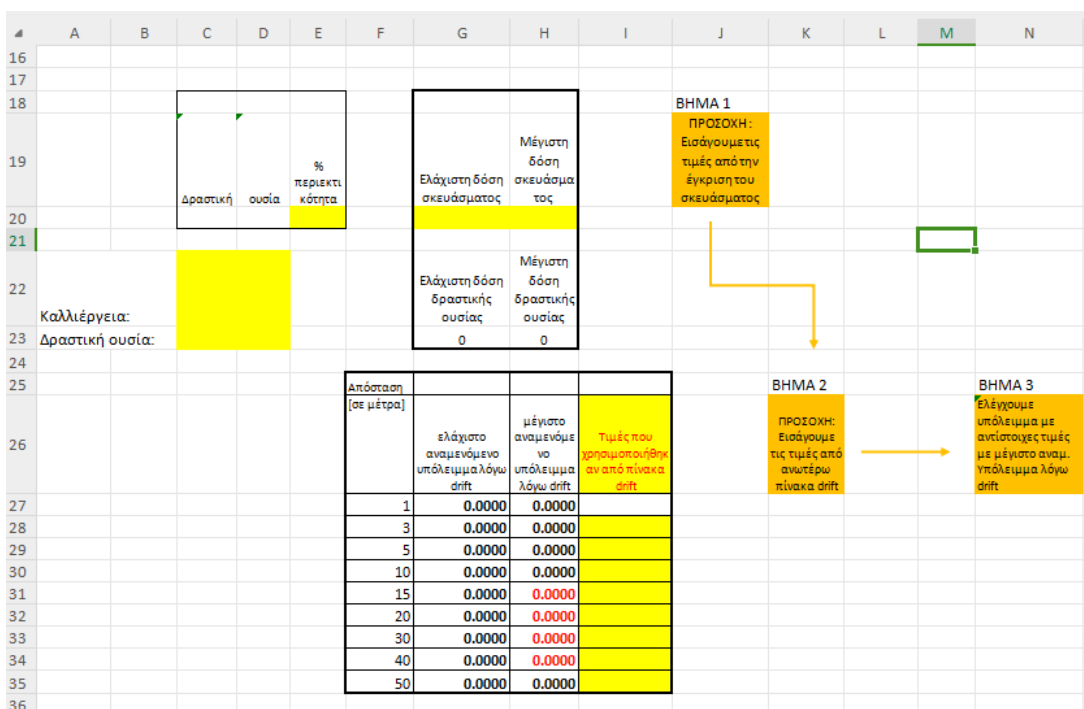 A B C D E F G H I J K L M N
16
17
18 ΒΗΜΑ 1
19
Δραστική
ουσία
%
περιεκτι
κότητα
Ελάχιστη δόση
σκευάσματος
Μέγιστη
δόση
σκευάσμα
τος
ΠΡΟΣΟΧΗ:
Εισάγουμε τις
τιμές από την
έγκριση του
σκευάσματος
20
21
22
Καλλιέργεια:
Ελάχιστη δόση
δραστικής
ουσίας
Μέγιστη
δόση
δραστικής
ουσίας
23 Δραστική ουσία: 0 0
24
25 Απόσταση ΒΗΜΑ 2 ΒΗΜΑ 3
26
[σε μέτρα]
ελάχιστο
αναμενόμενο
υπόλειμμα λόγω
drift
μέγιστο
αναμενόμε
νο
υπόλειμμα
λόγω drift
Τιμές που
χρησιμοποιήθηκ
αν από πίνακα
drift
ΠΡΟΣΟΧΗ:
Εισάγουμε
τις τιμές από
ανωτέρω
πίνακα drift
Ελέγχουμε
υπόλειμμα με
αντίστοιχες τιμές
με μέγιστο αναμ.
Υπόλειμμα λόγω
drift
27 1 0.0000 0.0000
28 3 0.0000 0.0000
29 5 0.0000 0.0000
30 10 0.0000 0.0000
31 15 0.0000 0.0000
32 20 0.0000 0.0000
33 30 0.0000 0.0000
34 40 0.0000 0.0000
35 50 0.0000 0.0000
36